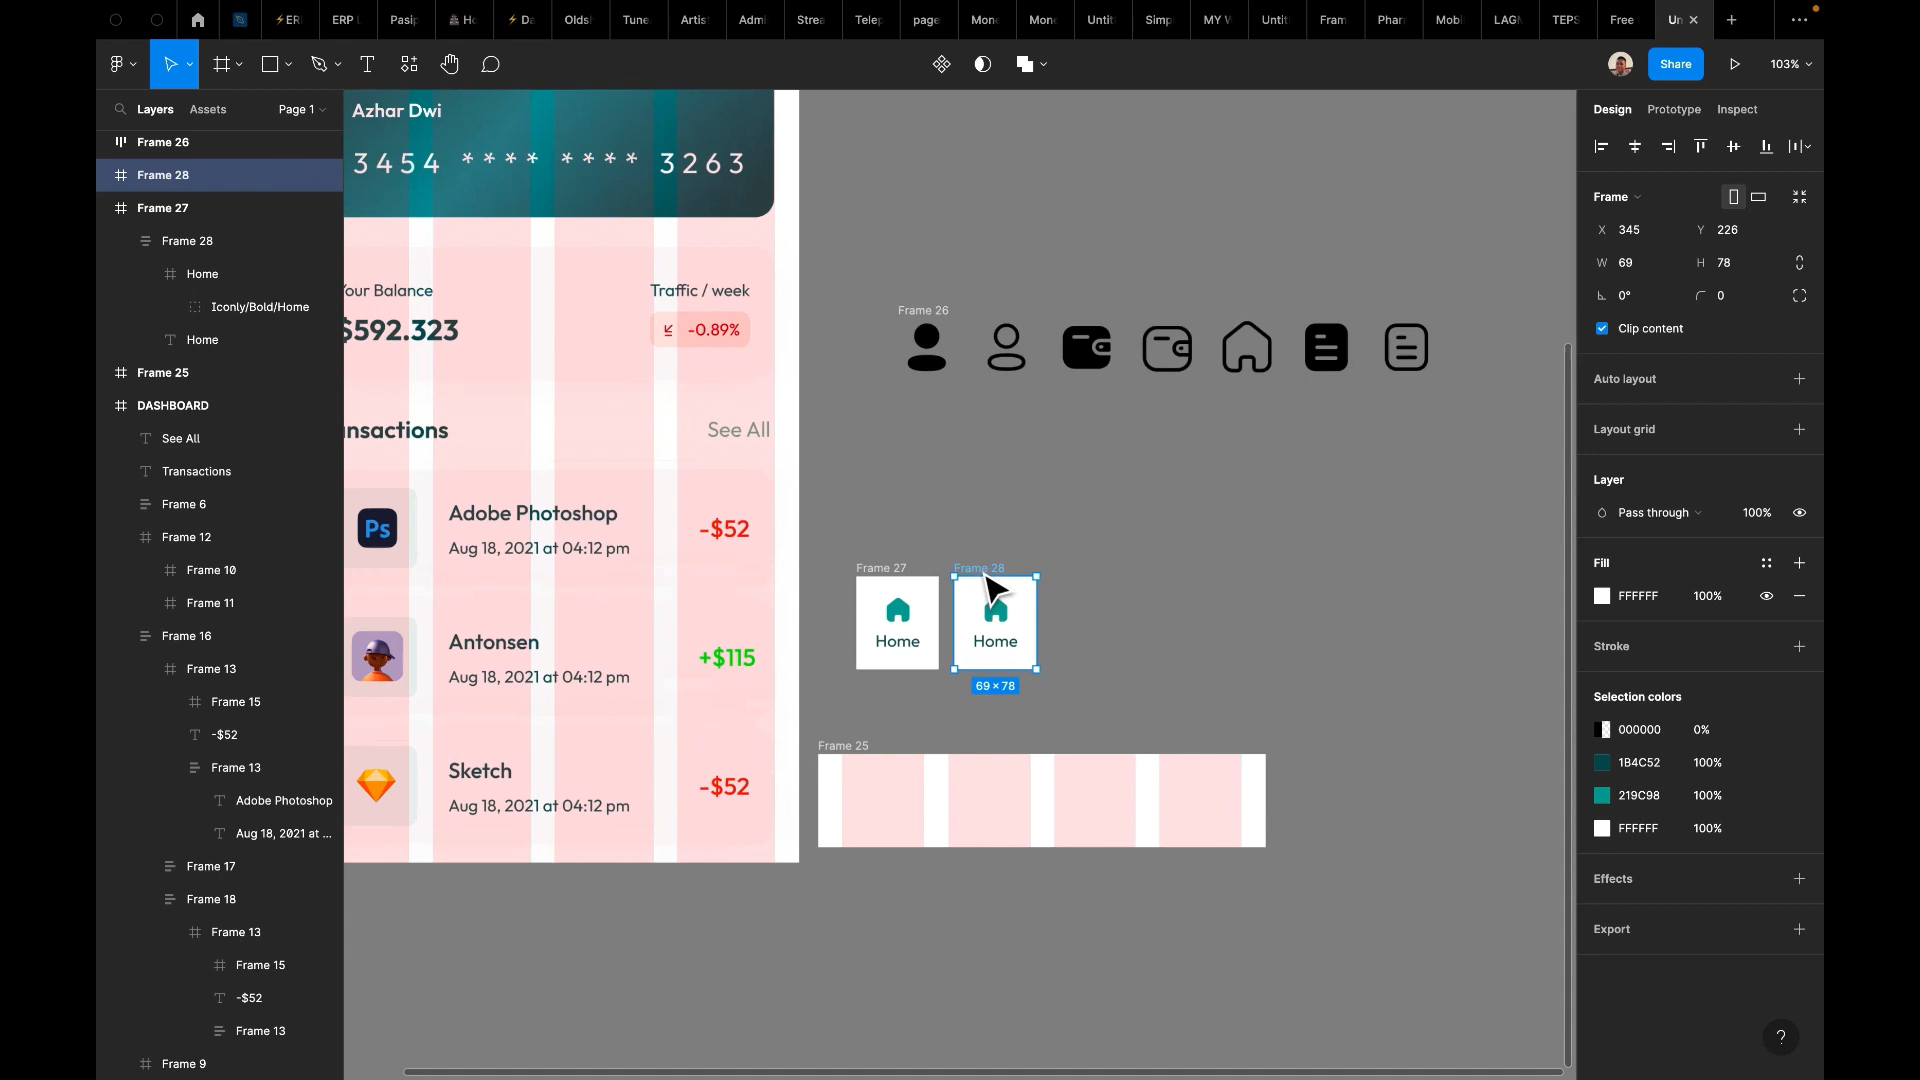 ERP
ERP
Pasip
Ho
Da
Olds
Tune.
Artis
Admi
Strea
Telep
page
Mone
Mone
Untit
Simp
MY W
Untit
Fram
Phar
Mobi
LAGN
TEPS
Free
Un
Share
103%
Layers
Assets
Page 1
Frame 26
Frame 28
Frame 27
Frame 28
Home
Iconly/Bold/Home
Home
Frame 25
DASHBOARD
See All
Transactions
Frame 6
Frame 12
Frame 10
Frame 11
Frame 16
Frame 13
Frame 15
-$52
Frame 13
Adobe Photoshop
Aug 18, 2021 at ...
Frame 17
Frame 18
Frame 13
Frame 15
-$52
Frame 13
Frame 9
Azhar Dwi
3454 **** **** 3263
Your Balance
$592.323
Traffic / week
-0.89%
nsactions
See All
Ps
Adobe Photoshop
Aug 18, 2021 at 04:12 pm
-$52
Antonsen
Aug 18, 2021 at 04:12 pm
+$115
Sketch
Aug 18, 2021 at 04:12 pm
-$52
Frame 26
Frame 27
Home
Frame 28
Home
69 × 78
Frame 25
Design
Prototype
Inspect
Frame
X 345
Y 226
W 69
H 78
0°
0
Clip content
Auto layout
Layout grid
Layer
Pass through
100%
Fill
FFFFFF
100%
Stroke
Selection colors
000000
0%
1B4C52
100%
219C98
100%
FFFFFF
100%
Effects
Export
?